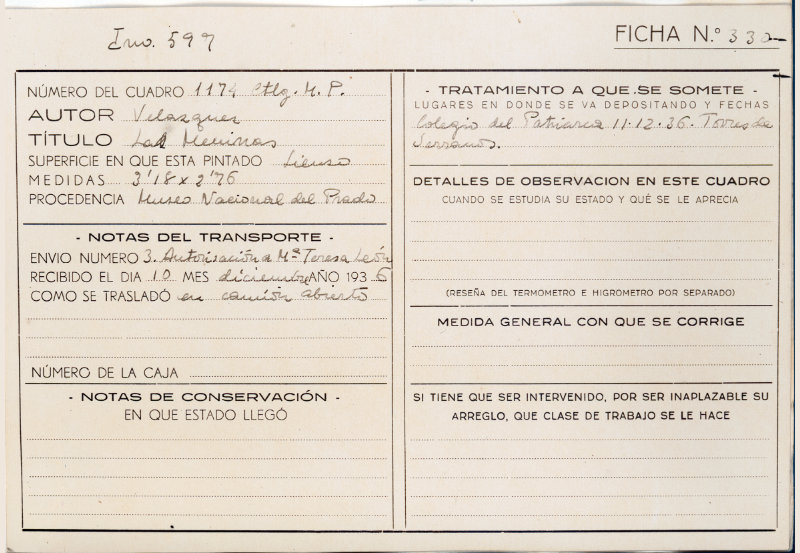 Inv. 597
FICHA N.º 330
NÚMERO DEL CUADRO 1174 Ctlg. M. P.
AUTOR Velazquez
TÍTULO Las Meninas
SUPERFICIE EN QUE ESTA PINTADO Lienso
MEDIDAS 3'18 x 2'76
PROCEDENCIA Museo Nacional del Prado
- NOTAS DEL TRANSPORTE -
ENVIO NUMERO 3. Autorisación a Mª Teresa León
RECIBIDO EL DIA 10 MES diciembre AÑO 1936
COMO SE TRASLADÓ en camión abierto
NÚMERO DE LA CAJA
- NOTAS DE CONSERVACIÓN -
EN QUE ESTADO LLEGÓ
- TRATAMIENTO A QUE SE SOMETE -
LUGARES EN DONDE SE VA DEPOSITANDO Y FECHAS
Colegio del Patriarca 11-12-36. Torres de
Serranos.
DETALLES DE OBSERVACION EN ESTE CUADRO
CUANDO SE ESTUDIA SU ESTADO Y QUÉ SE LE APRECIA
(RESEÑA DEL TERMOMETRO E HIGROMETRO POR SEPARADO)
MEDIDA GENERAL CON QUE SE CORRIGE
SI TIENE QUE SER INTERVENIDO, POR SER INAPLAZABLE SU
ARREGLO, QUE CLASE DE TRABAJO SE LE HACE